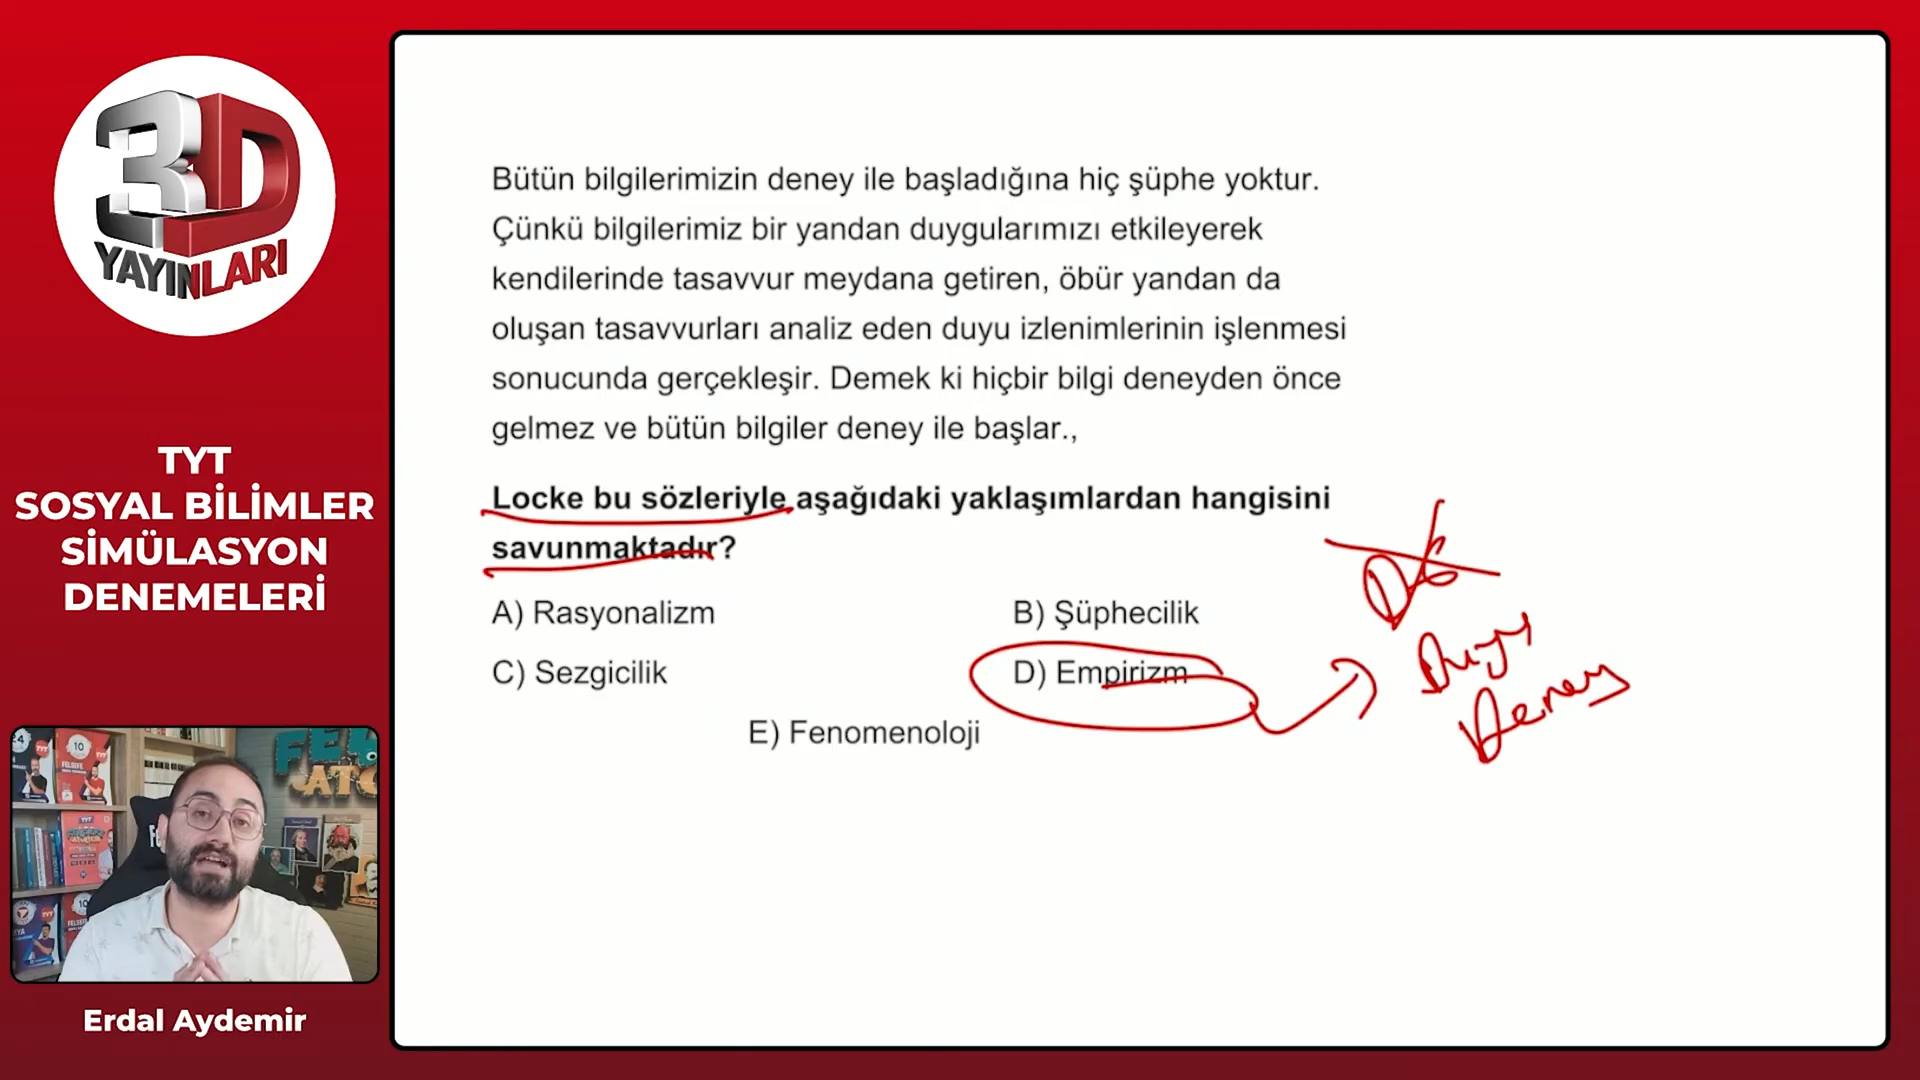 3D
YAYINLARI
TYT
SOSYAL BİLİMLER
SİMÜLASYON
DENEMELERİ
Erdal Aydemir
Bütün bilgilerimizin deney ile başladığına hiç şüphe yoktur.
Çünkü bilgilerimiz bir yandan duygularımızı etkileyerek
kendilerinde tasavvur meydana getiren, öbür yandan da
oluşan tasavvurları analiz eden duyu izlenimlerinin işlenmesi
sonucunda gerçekleşir. Demek ki hiçbir bilgi deneyden önce
gelmez ve bütün bilgiler deney ile başlar.,
Locke bu sözleriyle aşağıdaki yaklaşımlardan hangisini
savunmaktadır?
A) Rasyonalizm
B) Şüphecilik
C) Sezgicilik
D) Empirizm
E) Fenomenoloji
Duyu
Deney